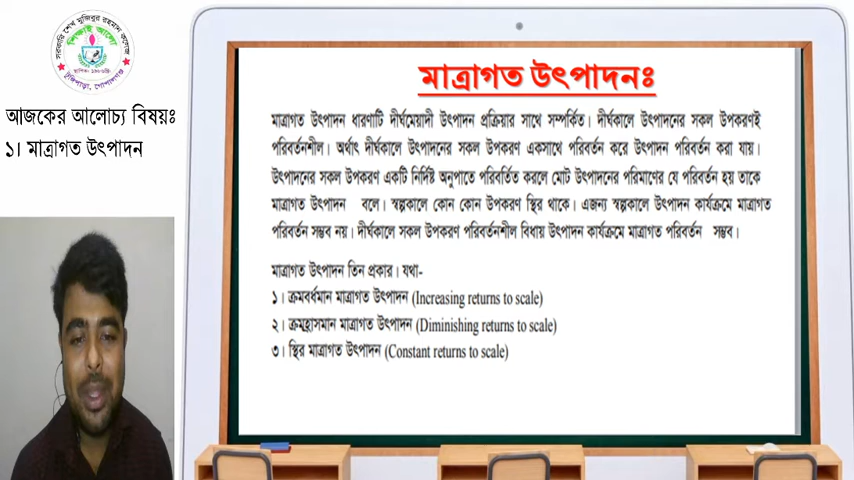 সরকারি শেখ মুজিবুর রহমান কলেজ
শিক্ষাই আলো
টুঙ্গিপাড়া, গোপালগঞ্জ
আজকের আলোচ্য বিষয়ঃ
১। মাত্রাগত উৎপাদন
মাত্রাগত উৎপাদনঃ
মাত্রাগত উৎপাদন ধারণাটি দীর্ঘমেয়াদী উৎপাদন প্রক্রিয়ার সাথে সম্পর্কিত। দীর্ঘকালে উৎপাদনের সকল উপকরণই
পরিবর্তনশীল। অর্থাৎ দীর্ঘকালে উৎপাদনের সকল উপকরণ একসাথে পরিবর্তন করে উৎপাদন পরিবর্তন করা যায়।
উৎপাদনের সকল উপকরণ একটি নির্দিষ্ট অনুপাতে পরিবর্তিত করলে মোট উৎপাদনের পরিমাণের যে পরিবর্তন হয় তাকে
মাত্রাগত উৎপাদন বলে। স্বল্পকালে কোন কোন উপকরণ স্থির থাকে। এজন্য স্বল্পকালে উৎপাদন কার্যক্রমে মাত্রাগত
পরিবর্তন সম্ভব নয়। দীর্ঘকালে সকল উপকরণ পরিবর্তনশীল বিধায় উৎপাদন কার্যক্রমে মাত্রাগত পরিবর্তন সম্ভব।
মাত্রাগত উৎপাদন তিন প্রকার। যথা-
১। ক্রমবর্ধমান মাত্রাগত উৎপাদন (Increasing returns to scale)
২। ক্রমহ্রাসমান মাত্রাগত উৎপাদন (Diminishing returns to scale)
৩। স্থির মাত্রাগত উৎপাদন (Constant returns to scale)